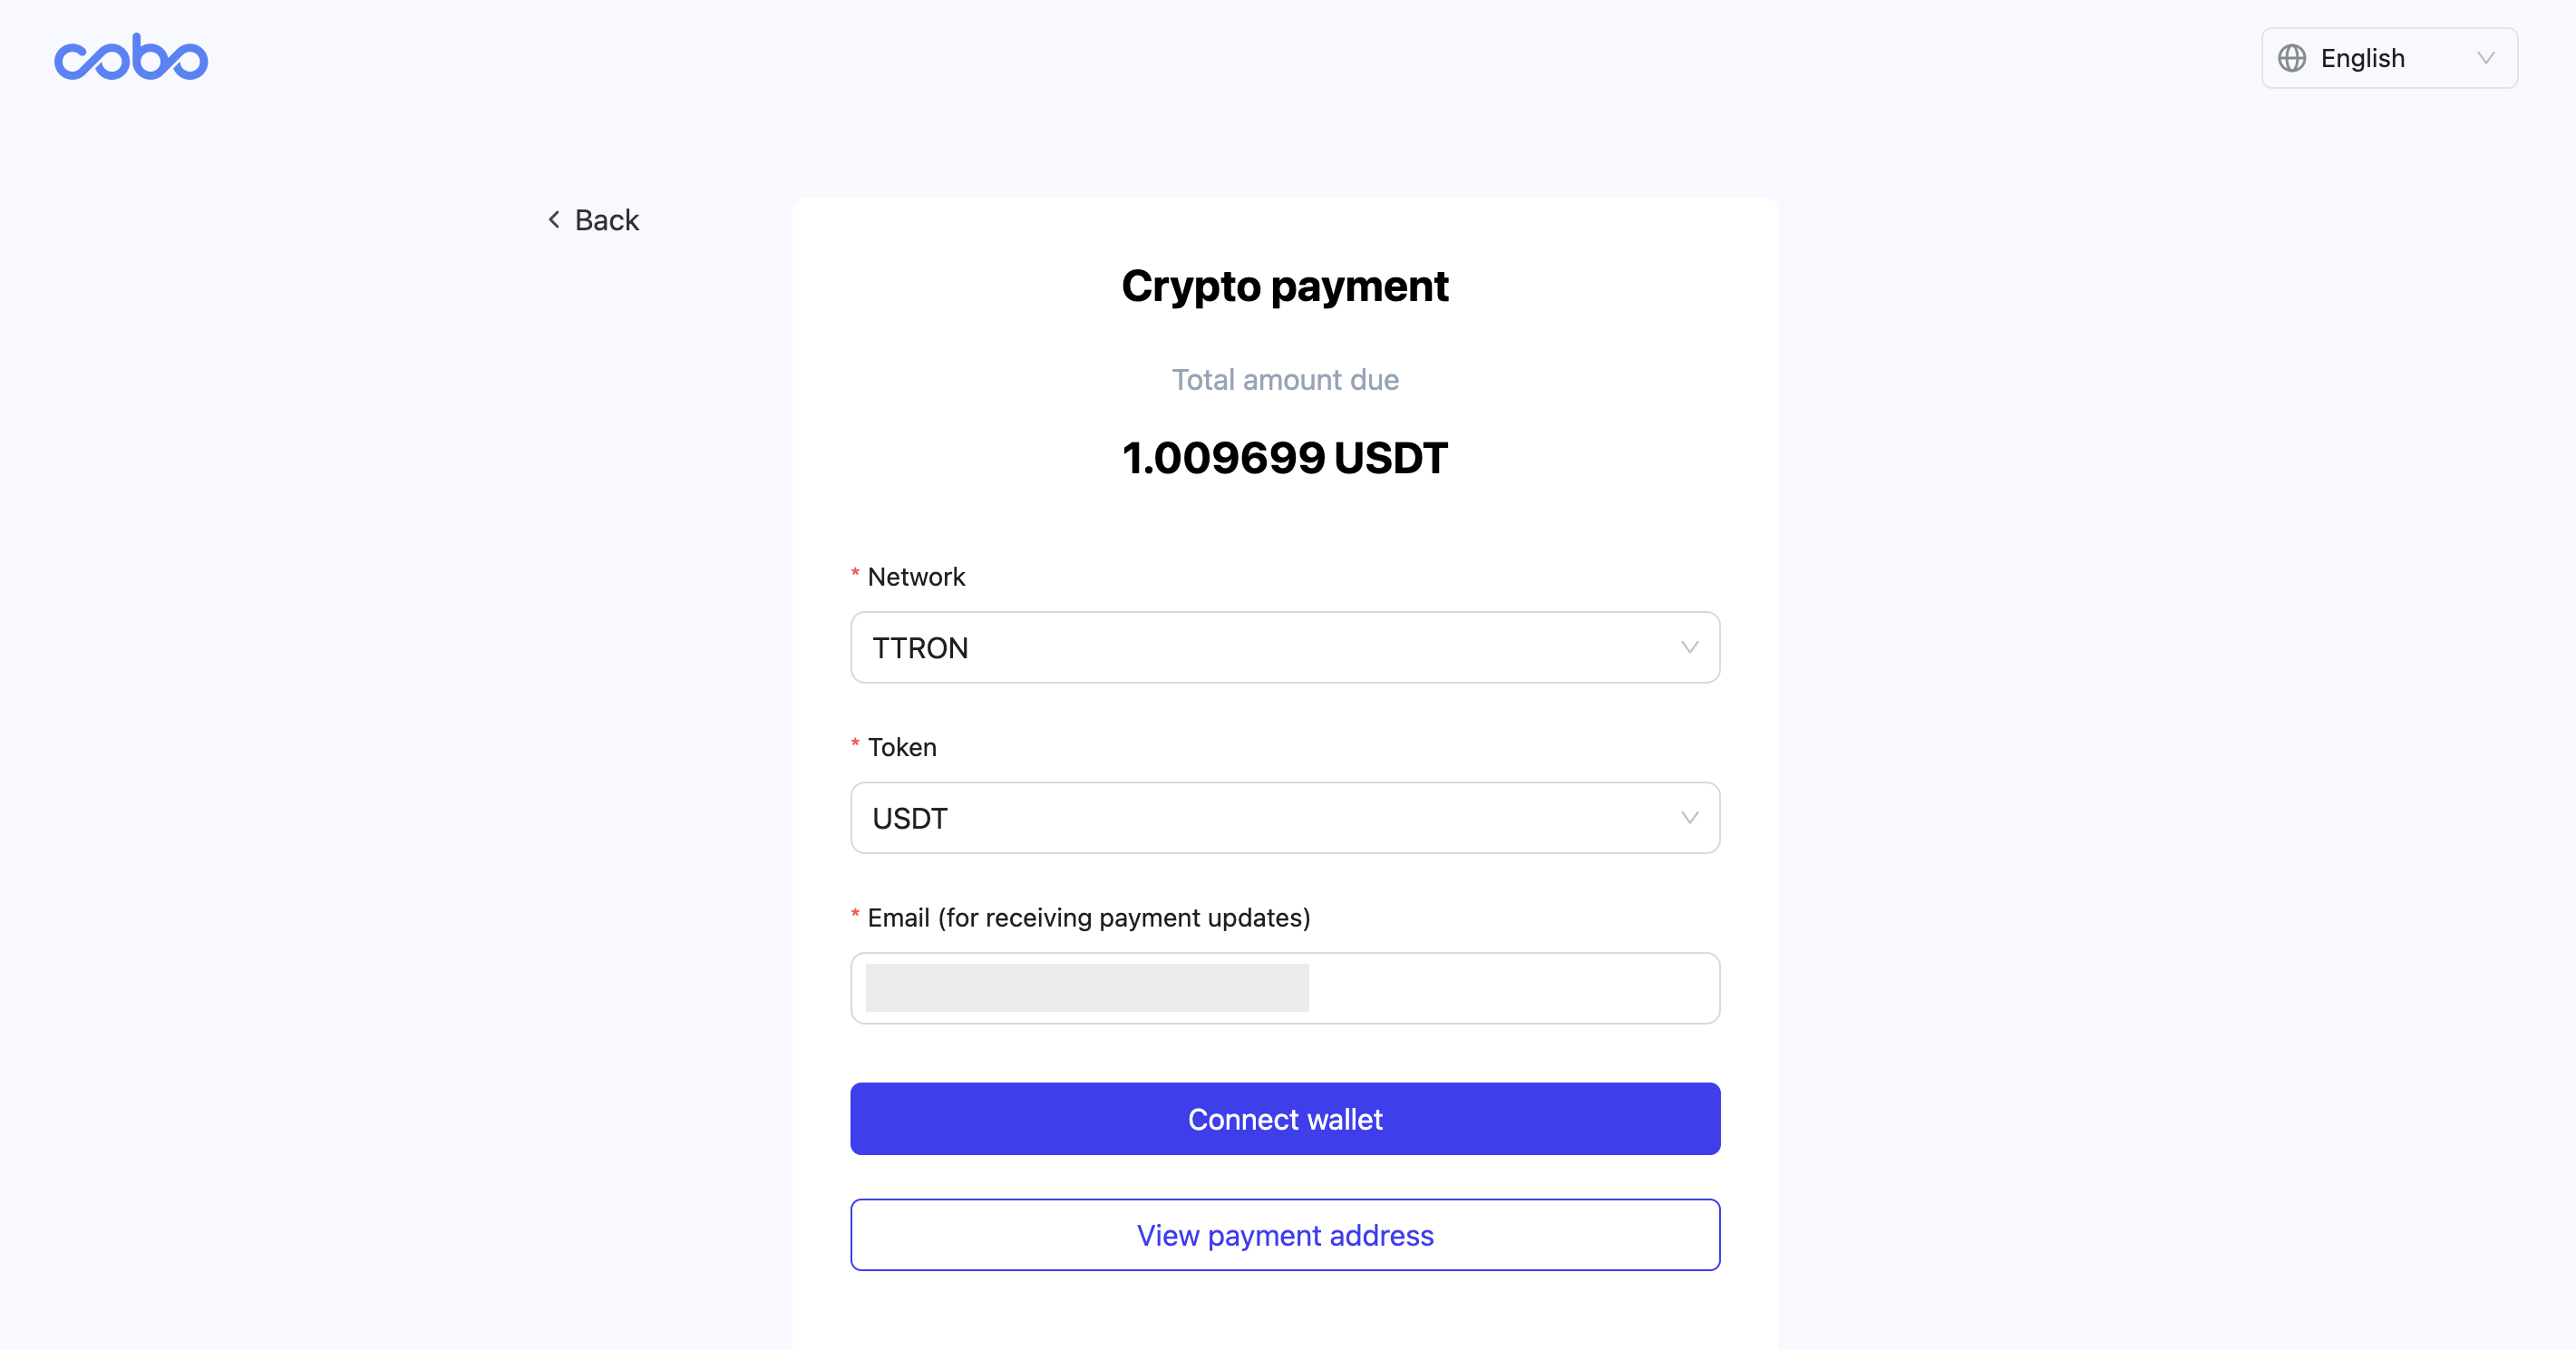 cobo
English
Back
Crypto payment
Total amount due
1.009699 USDT
* Network
TTRON
* Token
USDT
* Email (for receiving payment updates)
Connect wallet
View payment address